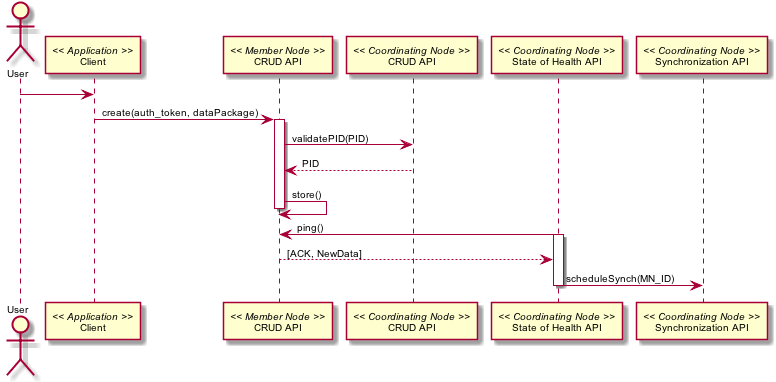 User
<< Application >>
Client
<< Member Node >>
CRUD API
<< Coordinating Node >>
CRUD API
<< Coordinating Node >>
State of Health API
<< Coordinating Node >>
Synchronization API
create(auth_token, dataPackage)
validatePID(PID)
PID
store()
ping()
[ACK, NewData]
scheduleSynch(MN_ID)
User
<< Application >>
Client
<< Member Node >>
CRUD API
<< Coordinating Node >>
CRUD API
<< Coordinating Node >>
State of Health API
<< Coordinating Node >>
Synchronization API